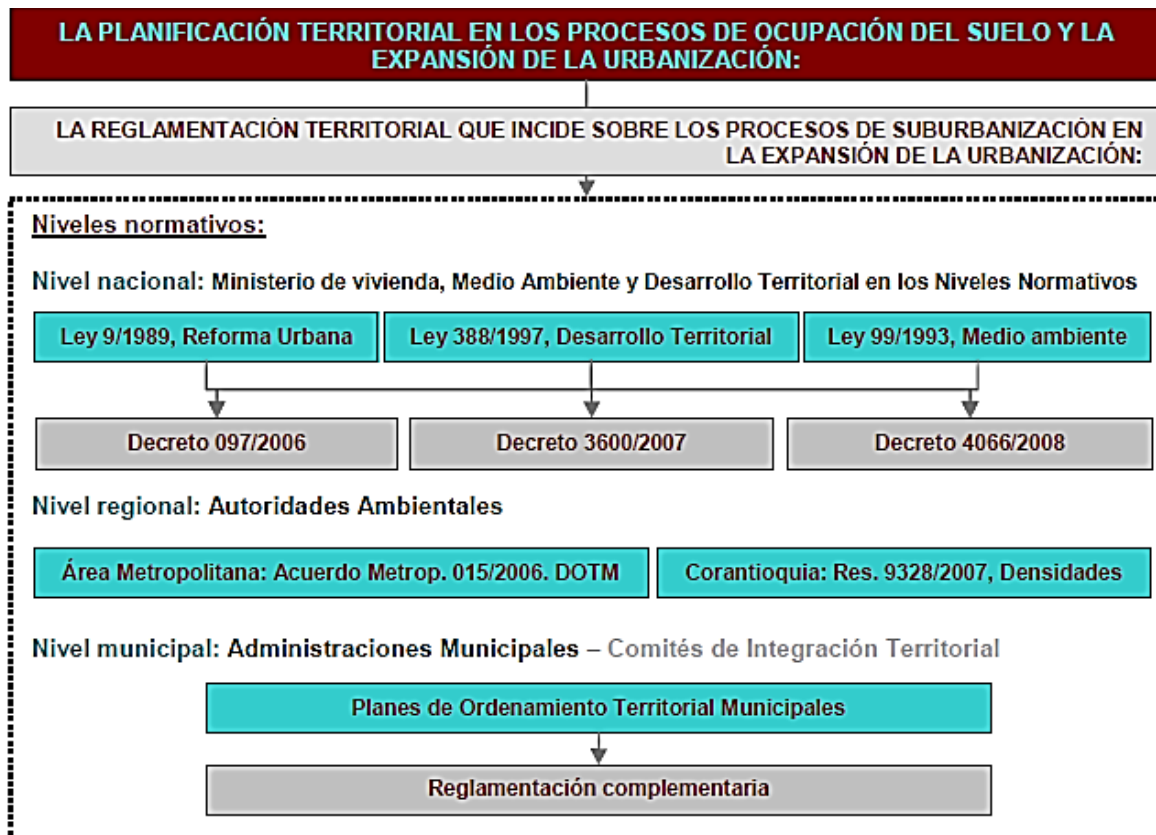 LA PLANIFICACIÓN TERRITORIAL EN LOS PROCESOS DE OCUPACIÓN DEL SUELO Y LA
EXPANSIÓN DE LA URBANIZACIÓN:
LA REGLAMENTACIÓN TERRITORIAL QUE INCIDE SOBRE LOS PROCESOS DE SUBURBANIZACIÓN EN
LA EXPANSIÓN DE LA URBANIZACIÓN:
Niveles normativos:
Nivel nacional: Ministerio de vivienda, Medio Ambiente y Desarrollo Territorial en los Niveles Normativos
Ley 9/1989, Reforma Urbana
Ley 388/1997, Desarrollo Territorial
Ley 99/1993, Medio ambiente
Decreto 097/2006
Decreto 3600/2007
Decreto 4066/2008
Nivel regional: Autoridades Ambientales
Área Metropolitana: Acuerdo Metrop. 015/2006. DOTM
Corantioquia: Res. 9328/2007, Densidades
Nivel municipal: Administraciones Municipales – Comités de Integración Territorial
Planes de Ordenamiento Territorial Municipales
Reglamentación complementaria